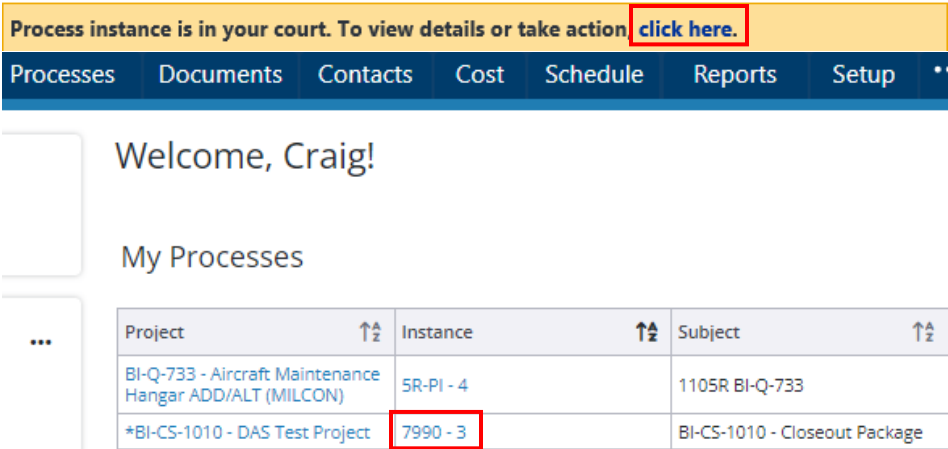 Process instance is in your court. To view details or take action, click here.
Processes Documents Contacts Cost Schedule Reports Setup
Welcome, Craig!
My Processes
Project Instance Subject
BI-Q-733 - Aircraft Maintenance
Hangar ADD/ALT (MILCON) 5R-PI - 4 1105R BI-Q-733
*BI-CS-1010 - DAS Test Project 7990 - 3 BI-CS-1010 - Closeout Package